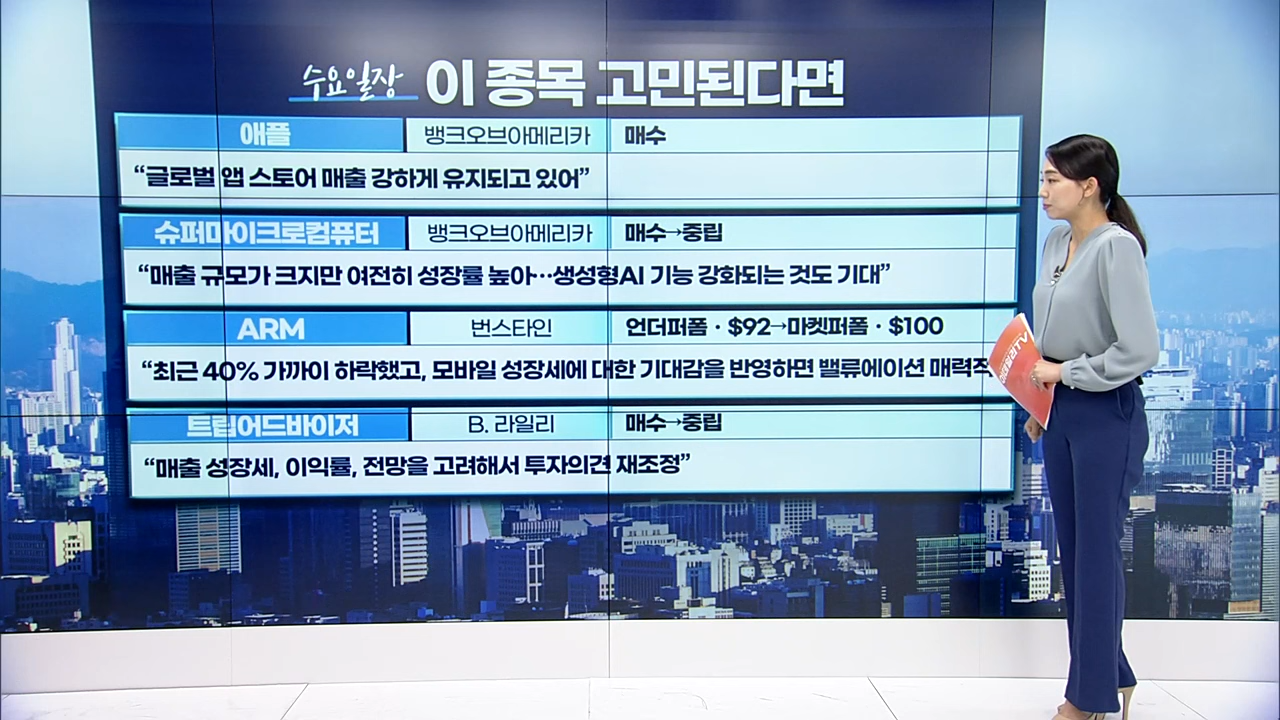 수요일장 이 종목 고민된다면
애플 뱅크오브아메리카 매수
“글로벌 앱 스토어 매출 강하게 유지되고 있어”
슈퍼마이크로컴퓨터 뱅크오브아메리카 매수→중립
“매출 규모가 크지만 여전히 성장률 높아…생성형AI 기능 강화되는 것도 기대”
ARM 번스타인 언더퍼폼·$92→마켓퍼폼·$100
“최근 40% 가까이 하락했고, 모바일 성장세에 대한 기대감을 반영하면 밸류에이션 매력적
트립어드바이저 B. 라일리 매수→중립
“매출 성장세, 이익률, 전망을 고려해서 투자의견 재조정”